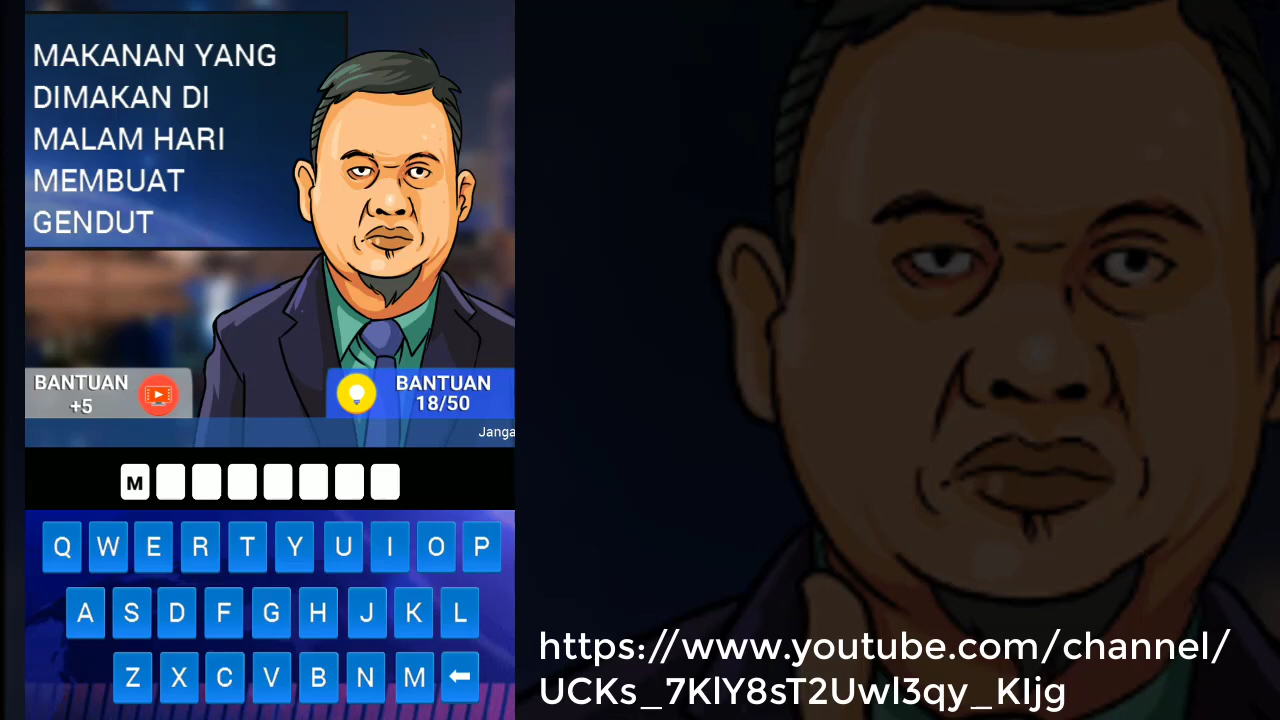 MAKANAN YANG
DIMAKAN DI
MALAM HARI
MEMBUAT
GENDUT
BANTUAN
+5
BANTUAN
18/50
Janga
M
Q W E R T Y U I O P
A S D F G H J K L
Z X C V B N M
https://www.youtube.com/channel/
UCKs_7KlY8sT2Uwl3qy_KIjg